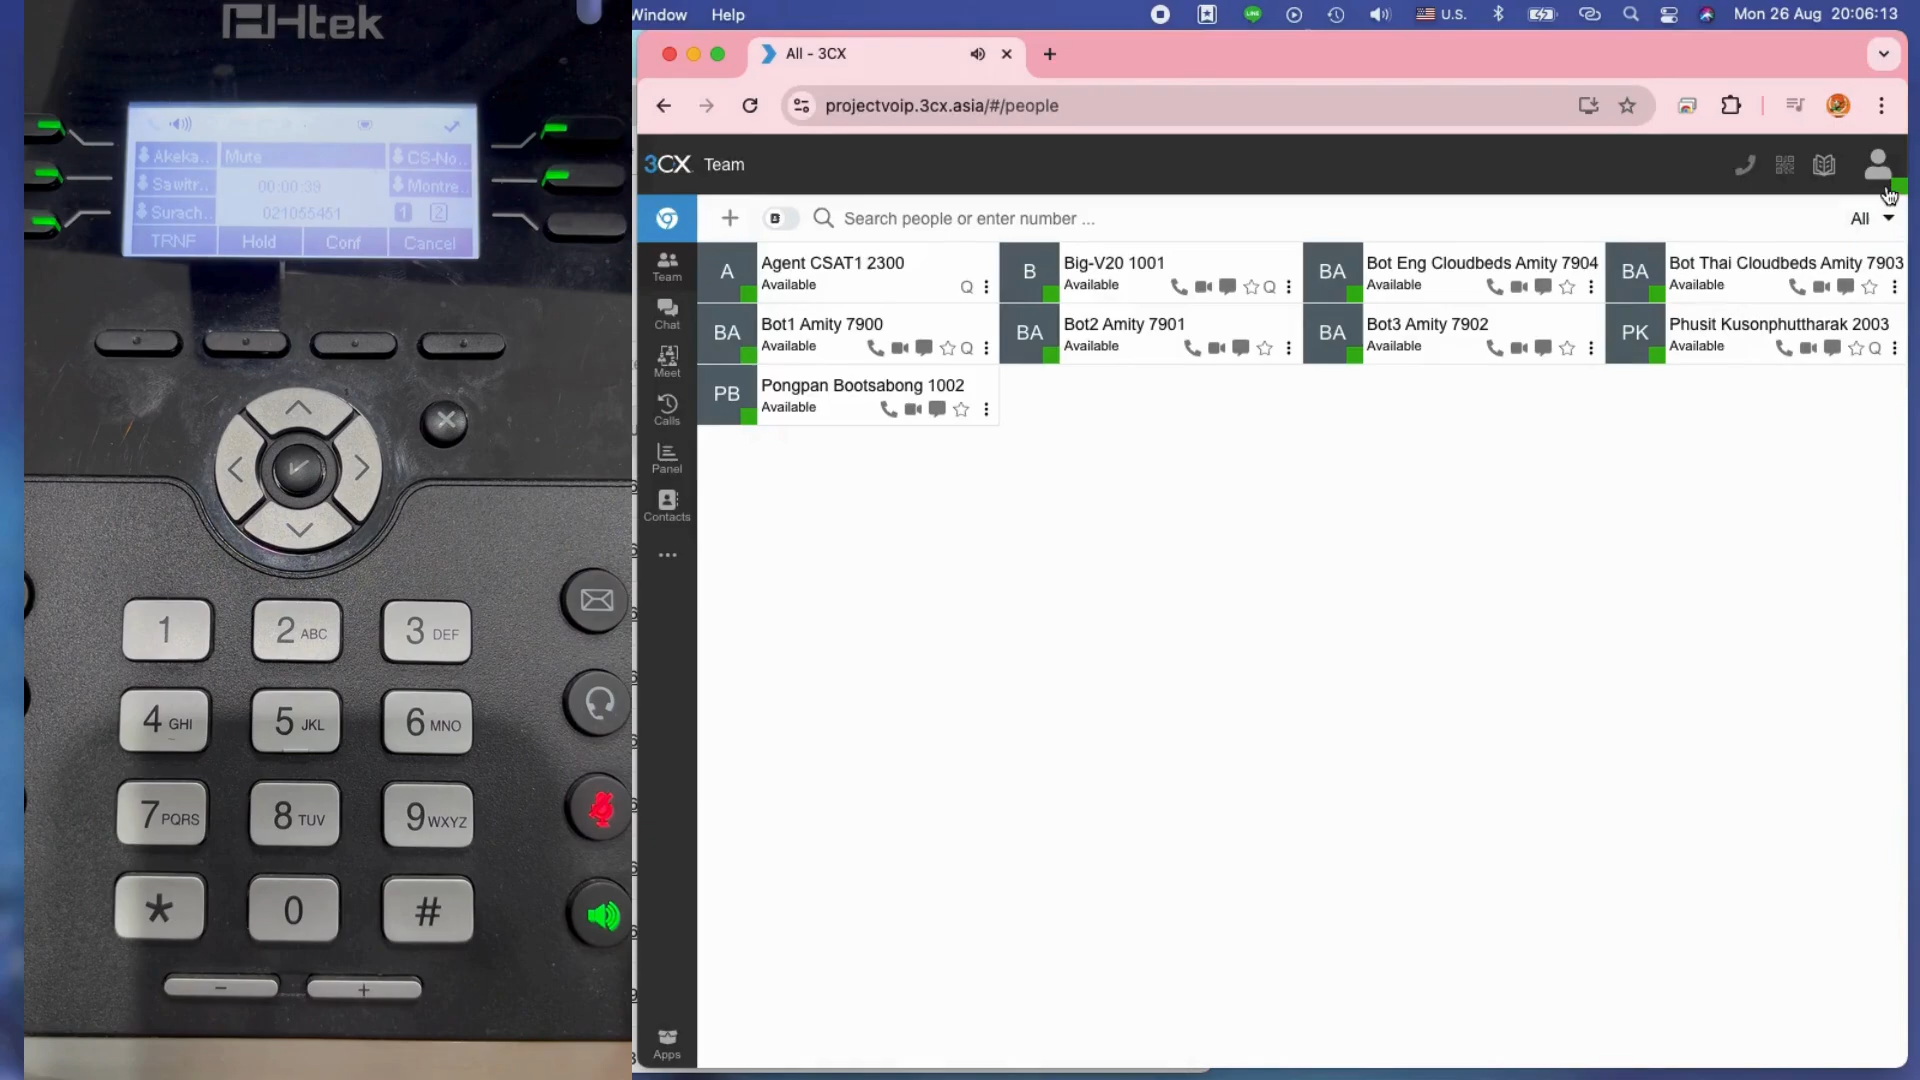 Htek
Akeka..
Mute
CS-No..
Sawitr..
00:00:39
Montre..
Surach..
021055451
1
2
TRNF
Hold
Conf
Cancel
1
2 ABC
3 DEF
4 GHI
5 JKL
6 MNO
7 PQRS
8 TUV
9 WXYZ
*
0
#
-
+
Window
Help
U.S.
Mon 26 Aug 20:06:13
All - 3CX
projectvoip.3cx.asia/#/people
3CX Team
Search people or enter number ...
All
Team
Chat
Meet
Calls
Panel
Contacts
Apps
A
Agent CSAT1 2300
Available
Q
B
Big-V20 1001
Available
Q
BA
Bot Eng Cloudbeds Amity 7904
Available
BA
Bot Thai Cloudbeds Amity 7903
Available
BA
Bot1 Amity 7900
Available
Q
BA
Bot2 Amity 7901
Available
BA
Bot3 Amity 7902
Available
PK
Phusit Kusonphuttharak 2003
Available
Q
PB
Pongpan Bootsabong 1002
Available